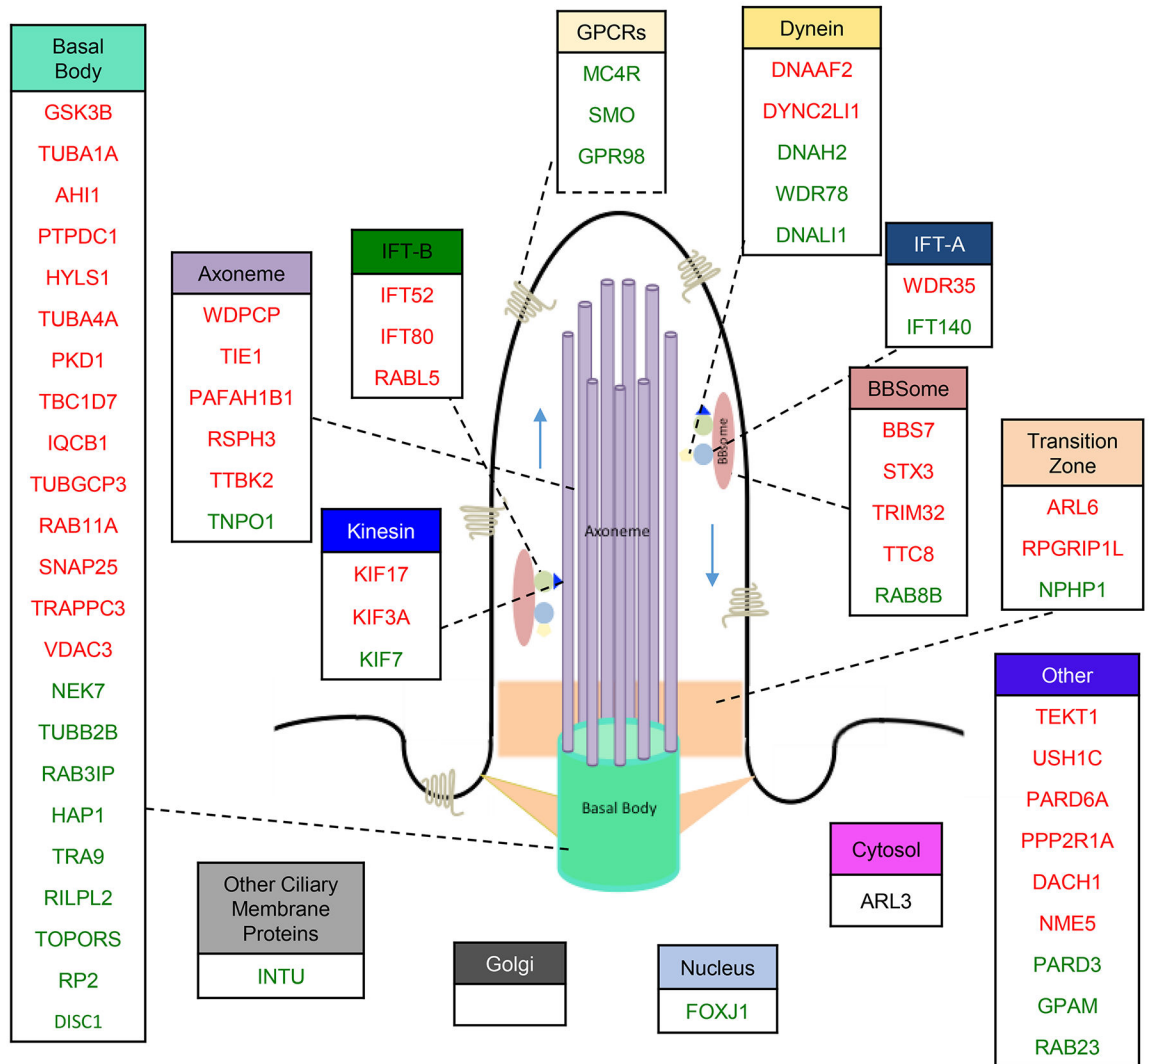 Basal
Body
GSK3B
TUBA1A
AHI1
PTPDC1
HYLS1
TUBA4A
PKD1
TBC1D7
IQCB1
TUBGCP3
RAB11A
SNAP25
TRAPPC3
VDAC3
NEK7
TUBB2B
RAB3IP
HAP1
TRA9
RILPL2
TOPORS
RP2
DISC1
Axoneme
WDPCP
TIE1
PAFAH1B1
RSPH3
TTBK2
TNPO1
IFT-B
IFT52
IFT80
RABL5
Kinesin
KIF17
KIF3A
KIF7
GPCRs
MC4R
SMO
GPR98
Dynein
DNAAF2
DYNC2LI1
DNAH2
WDR78
DNALI1
IFT-A
WDR35
IFT140
BBSome
BBS7
STX3
TRIM32
TTC8
RAB8B
Transition
Zone
ARL6
RPGRIP1L
NPHP1
BBsome
Axoneme
Basal Body
Other
TEKT1
USH1C
PARD6A
PPP2R1A
DACH1
NME5
PARD3
GPAM
RAB23
Cytosol
ARL3
Other Ciliary
Membrane
Proteins
INTU
Golgi
Nucleus
FOXJ1